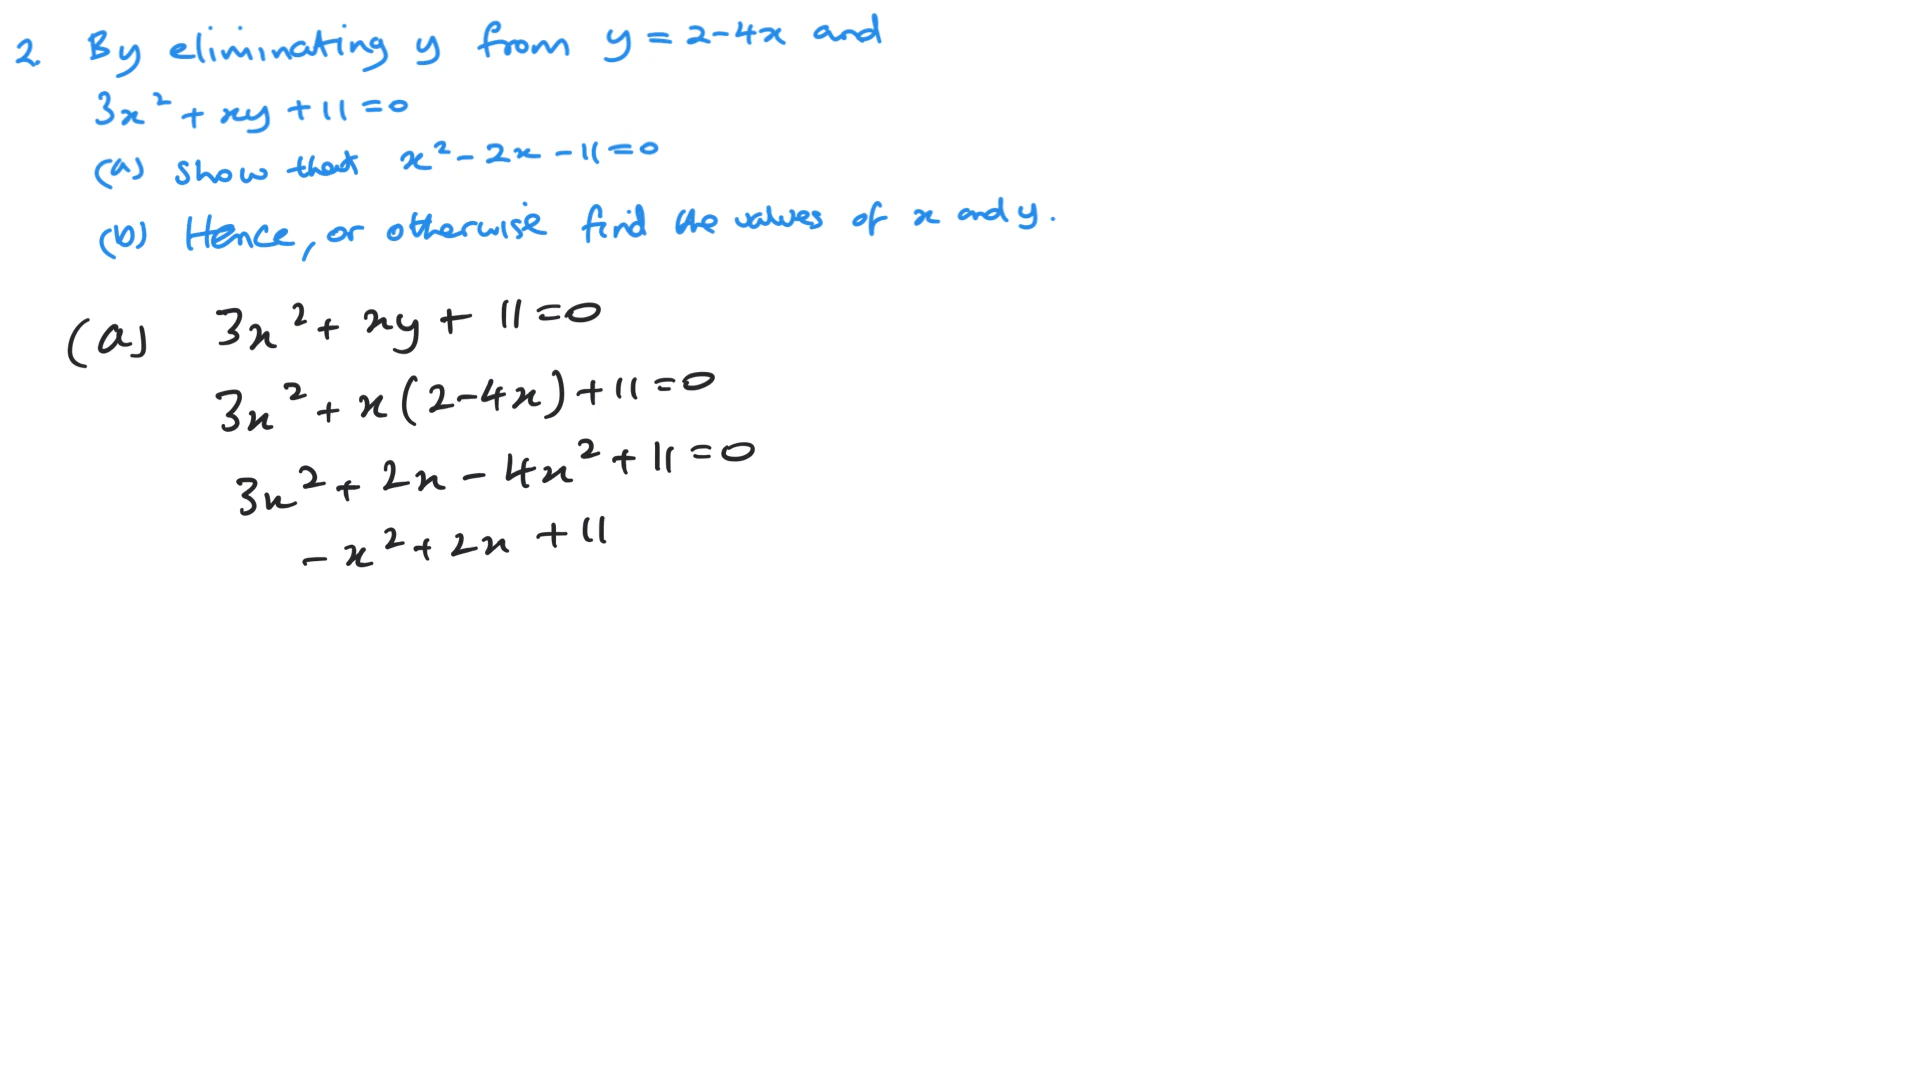 2. By eliminating y from y = 2-4x and
3x² + xy + 11 = 0
(a) show that x² - 2x - 11 = 0
(b) Hence, or otherwise find the values of x and y.
(a) 3x² + xy + 11 = 0
3x² + x(2-4x) + 11 = 0
3x² + 2x - 4x² + 11 = 0
- x² + 2x + 11